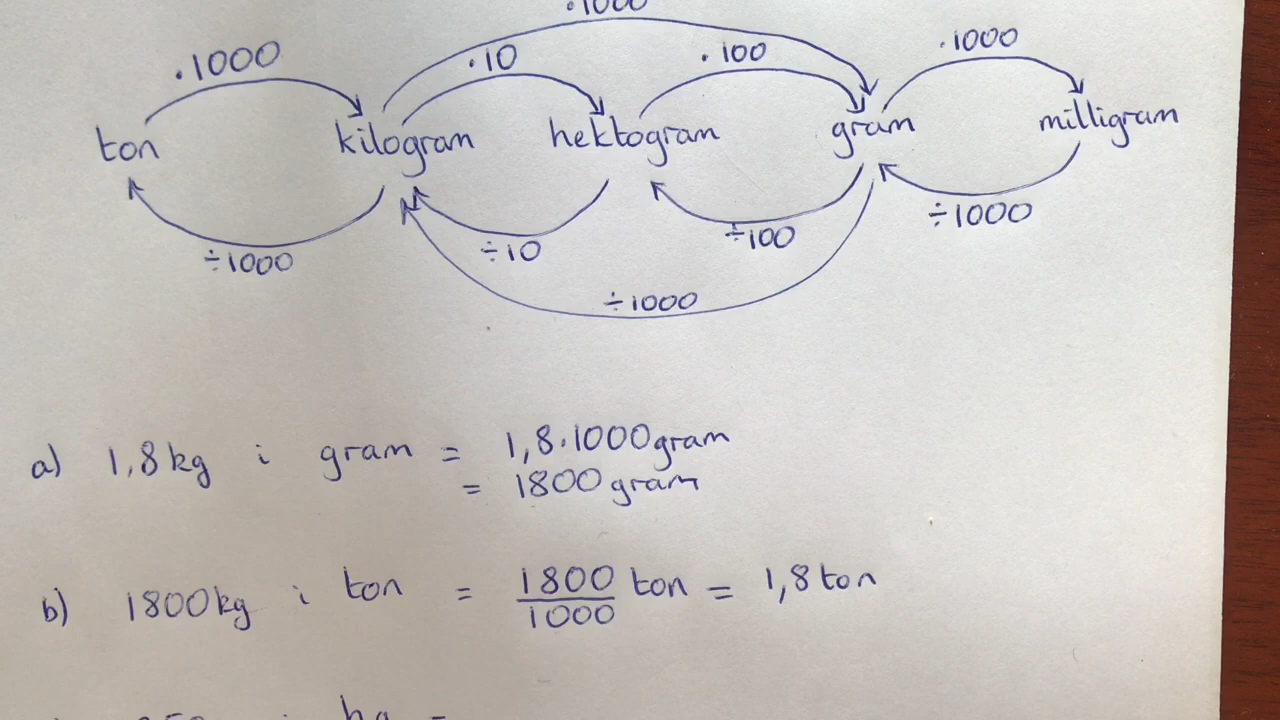 .1000
.1000 .10 .100 .1000
ton kilogram hektogram gram milligram
÷1000 ÷10 ÷100 ÷1000
÷1000
a) 1,8 kg i gram = 1,8.1000 gram
= 1800 gram
b) 1800 kg i ton = 1800/1000 ton = 1,8 ton
hg =